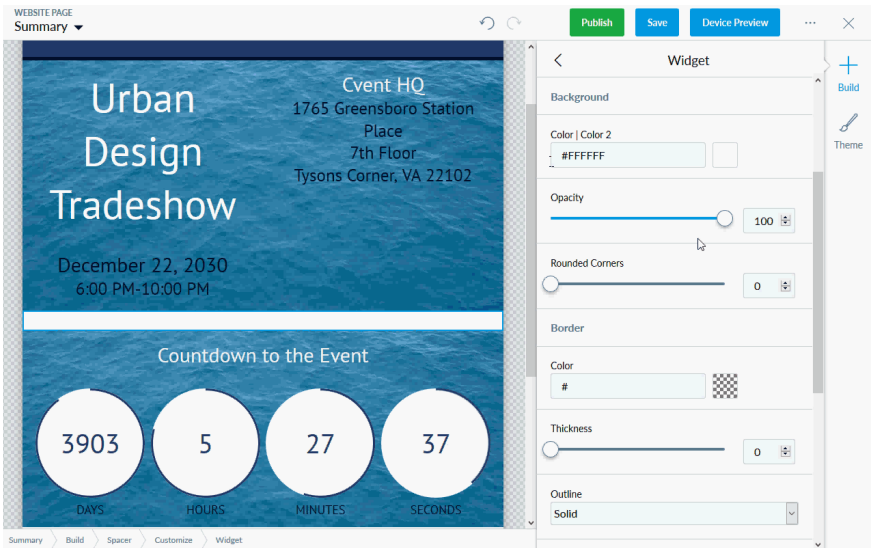 WEBSITE PAGE
Summary
Publish
Save
Device Preview
Urban
Design
Tradeshow
December 22, 2030
6:00 PM-10:00 PM
Cvent HQ
1765 Greensboro Station
Place
7th Floor
Tysons Corner, VA 22102
Countdown to the Event
3903 5 27 37
DAYS HOURS MINUTES SECONDS
Widget
Background
Color | Color 2
#FFFFFF
Opacity
100
Rounded Corners
0
Border
Color
#
Thickness
0
Outline
Solid
Build
Theme
Summary Build Spacer Customize Widget